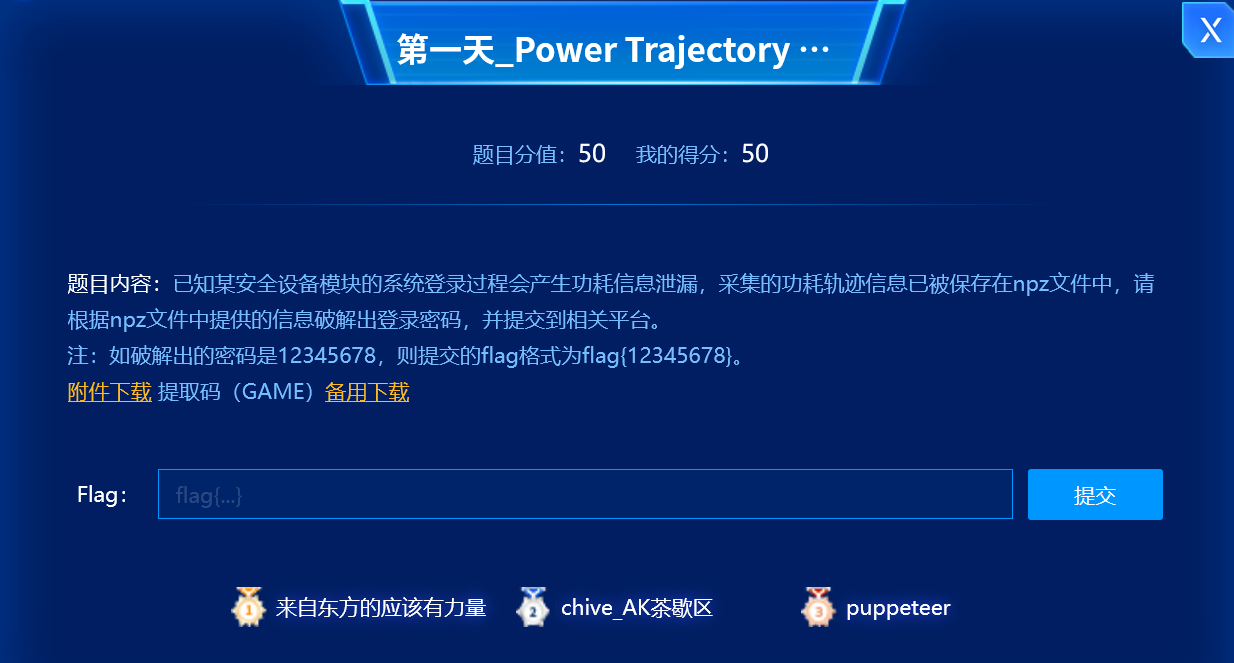 第一天_Power Trajectory ···
X
题目分值：50 我的得分：50
题目内容：已知某安全设备模块的系统登录过程会产生功耗信息泄漏，采集的功耗轨迹信息已被保存在npz文件中，请
根据npz文件中提供的信息破解出登录密码，并提交到相关平台。
注：如破解出的密码是12345678，则提交的flag格式为flag{12345678}。
附件下载 提取码（GAME）备用下载
Flag： flag{...} 提交
1 来自东方的应该有力量 2 chive_AK茶歇区 3 puppeteer